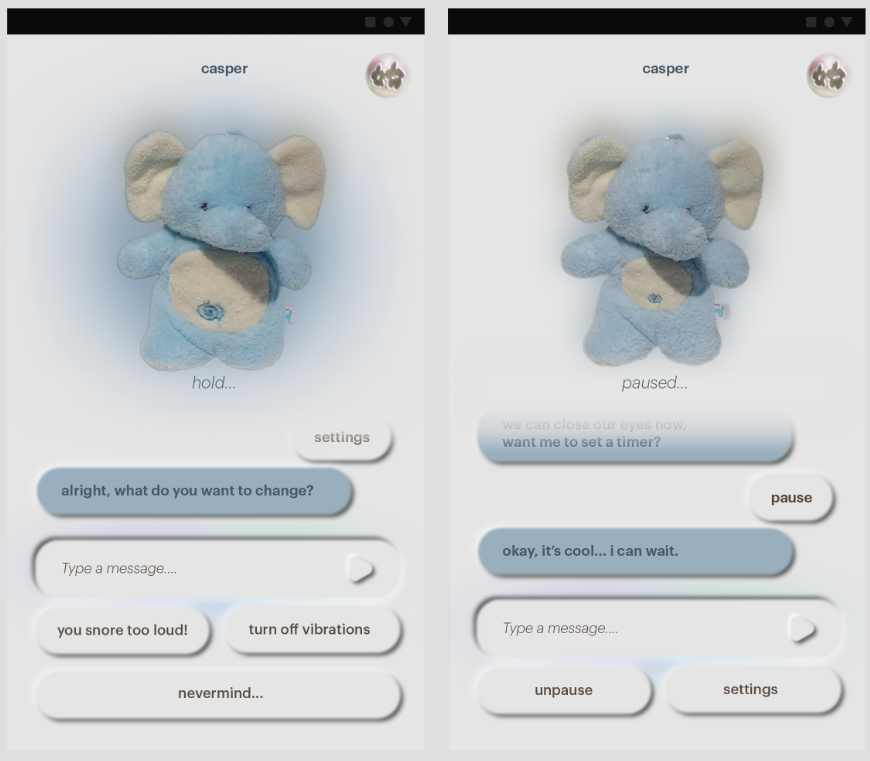 casper
hold...
settings
alright, what do you want to change?
Type a message....
you snore too loud!
turn off vibrations
nevermind...
casper
paused...
we can close our eyes now,
want me to set a timer?
pause
okay, it's cool... i can wait.
Type a message....
unpause
settings